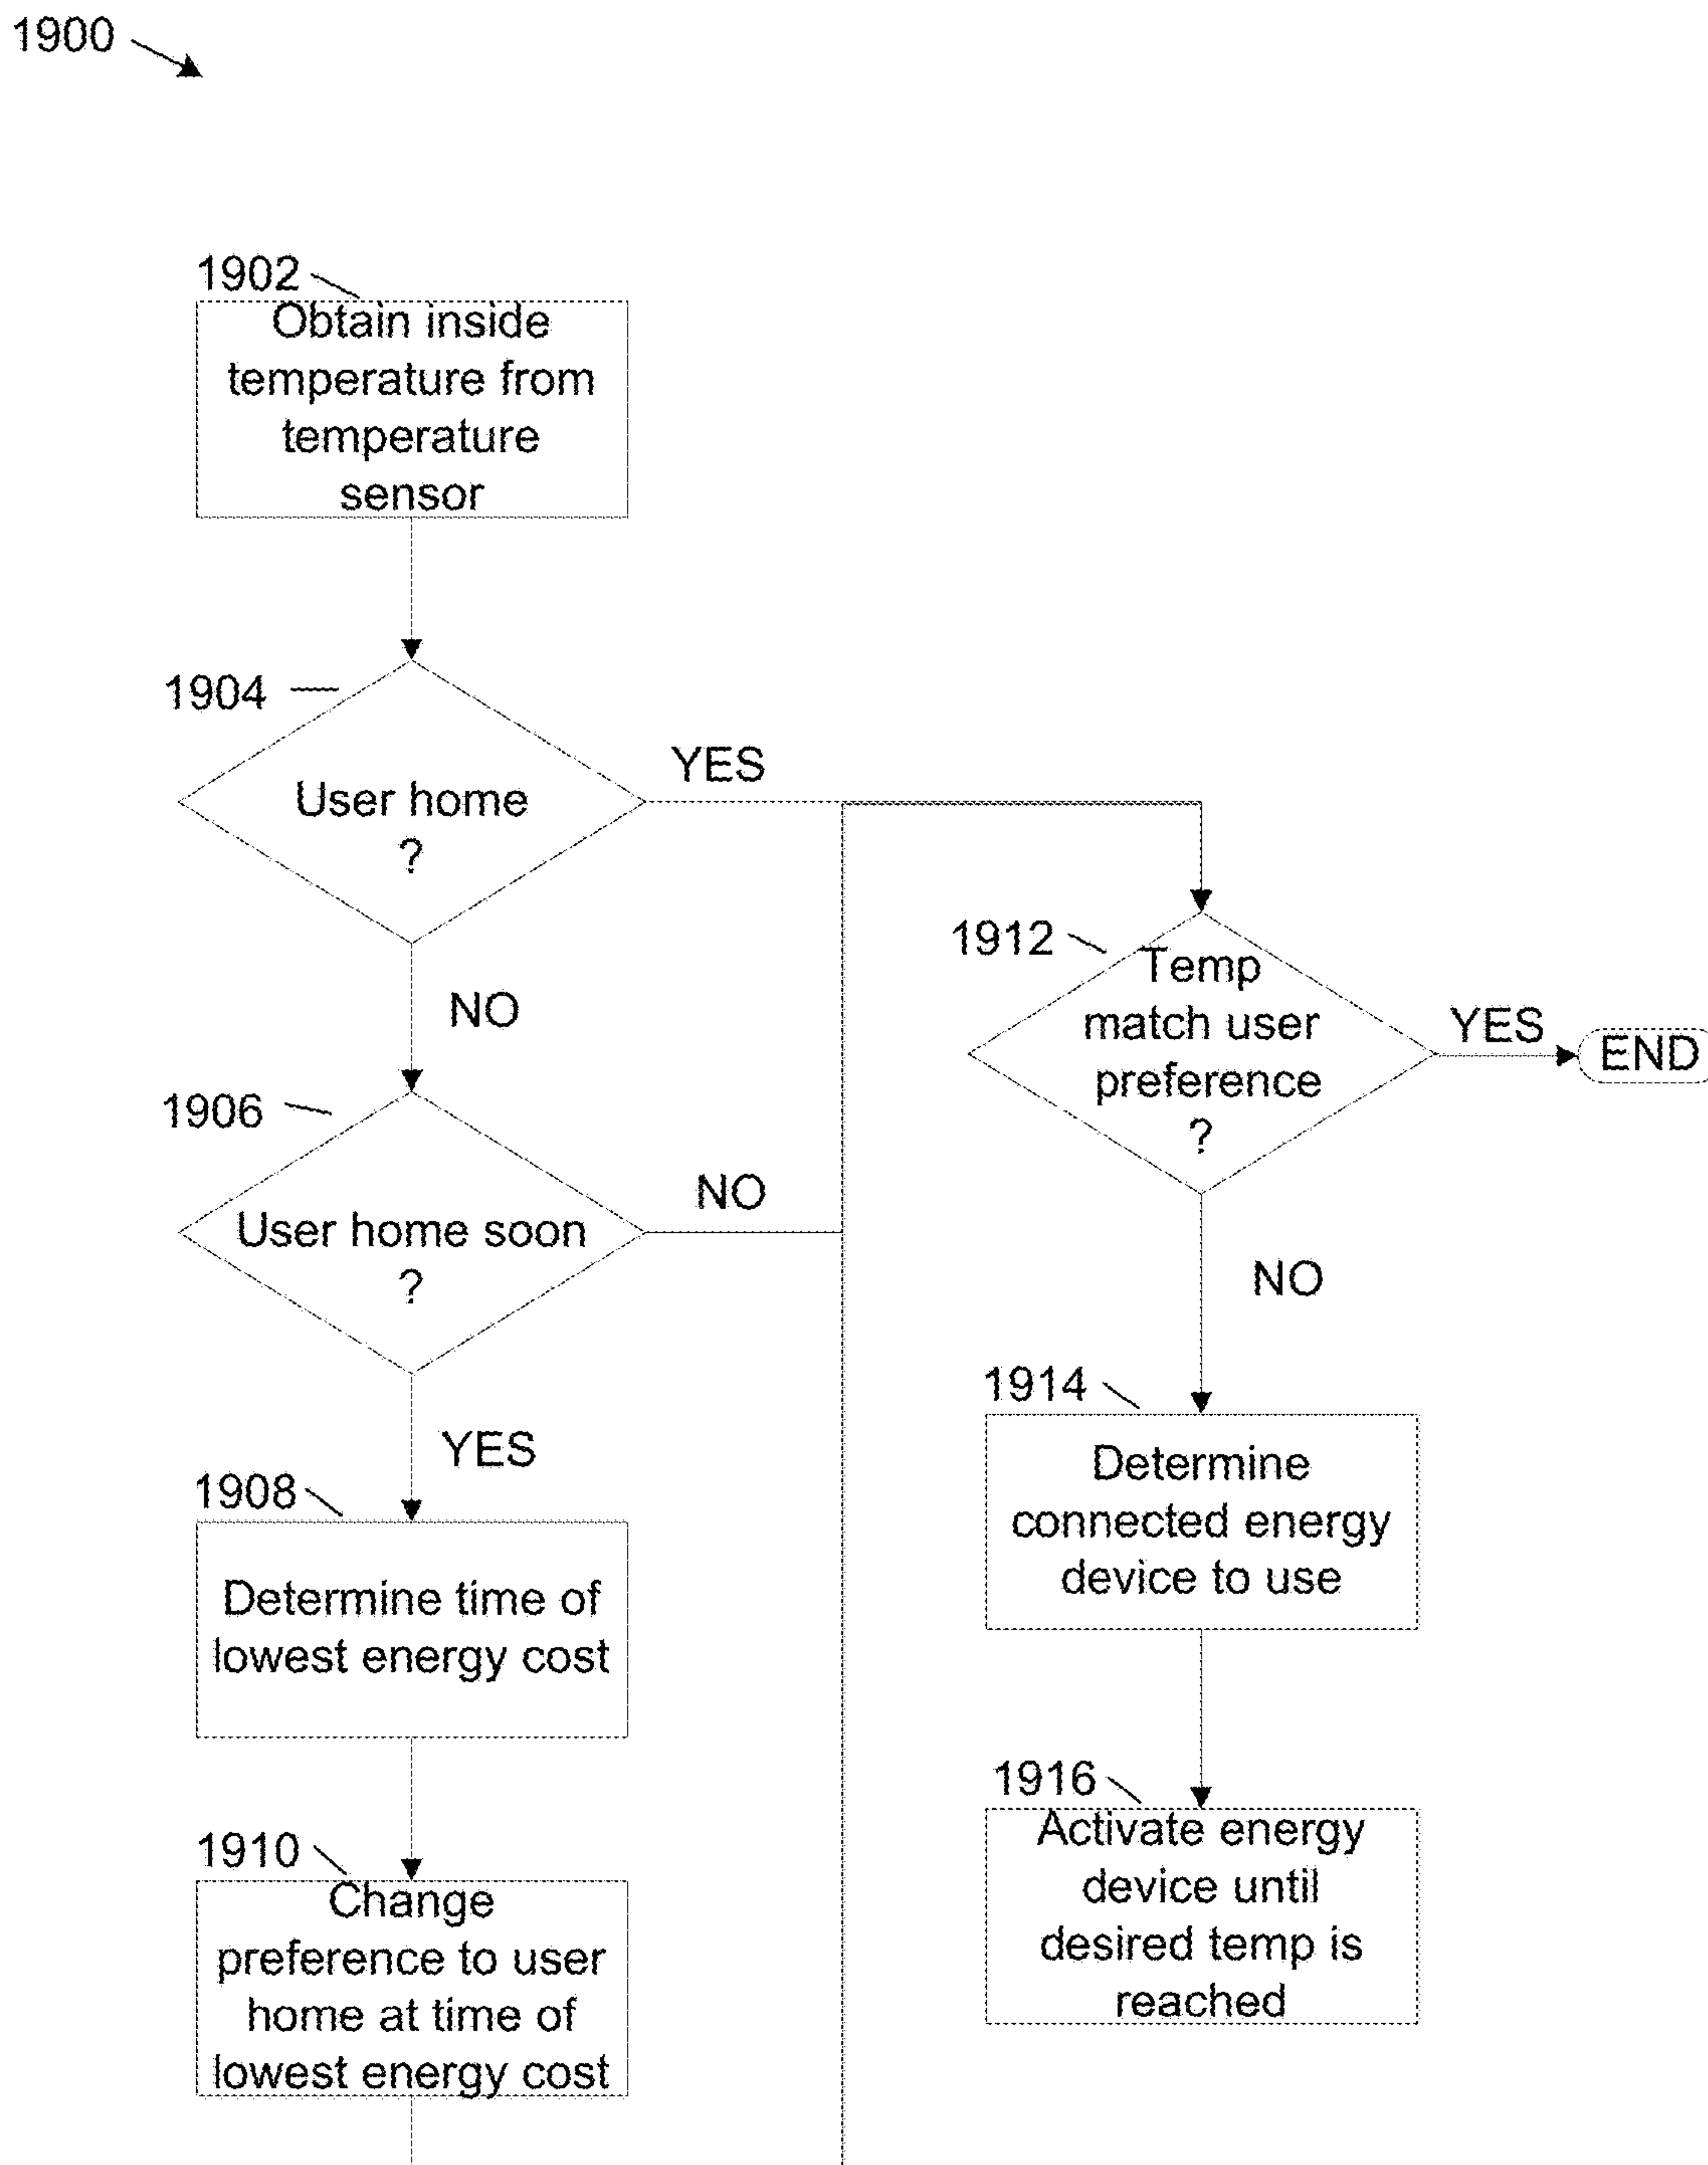 1900
1902
Obtain inside
temperature from
temperature
sensor
1904
User home
?
YES
NO
1906
User home soon
?
NO
YES
1908
Determine time of
lowest energy cost
1910
Change
preference to user
home at time of
lowest energy cost
1912
Temp
match user
preference
?
YES
END
NO
1914
Determine
connected energy
device to use
1916
Activate energy
device until
desired temp is
reached